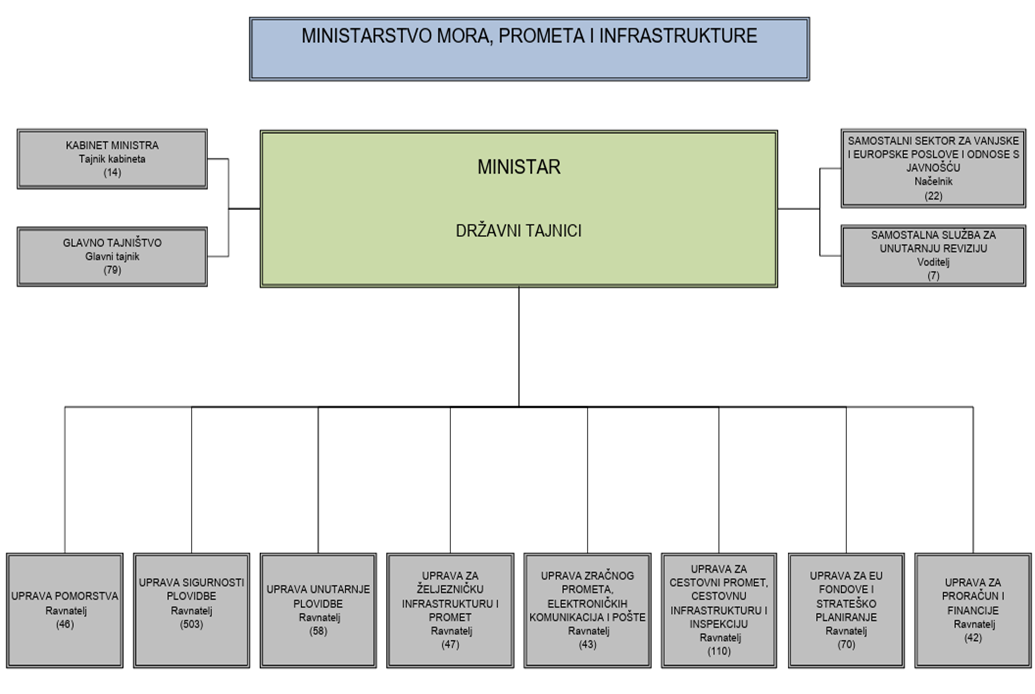 MINISTARSTVO MORA, PROMETA I INFRASTRUKTURE
KABINET MINISTRA
Tajnik kabineta
(14)
GLAVNO TAJNIŠTVO
Glavni tajnik
(79)
MINISTAR
DRŽAVNI TAJNICI
SAMOSTALNI SEKTOR ZA VANJSKE
I EUROPSKE POSLOVE I ODNOSE S
JAVNOŠĆU
Načelnik
(22)
SAMOSTALNA SLUŽBA ZA
UNUTARNJU REVIZIJU
Voditelj
(7)
UPRAVA POMORSTVA
Ravnatelj
(46)
UPRAVA SIGURNOSTI
PLOVIDBE
Ravnatelj
(503)
UPRAVA UNUTARNJE
PLOVIDBE
Ravnatelj
(58)
UPRAVA ZA
ŽELJEZNIČKU
INFRASTRUKTURU I
PROMET
Ravnatelj
(47)
UPRAVA ZRAČNOG
PROMETA,
ELEKTRONIČKIH
KOMUNIKACIJA I POŠTE
Ravnatelj
(43)
UPRAVA ZA
CESTOVNI PROMET,
CESTOVNU
INFRASTRUKTURU I
INSPEKCIJU
Ravnatelj
(110)
UPRAVA ZA EU
FONDOVE I
STRATEŠKO
PLANIRANJE
Ravnatelj
(70)
UPRAVA ZA
PRORAČUN I
FINANCIJE
Ravnatelj
(42)